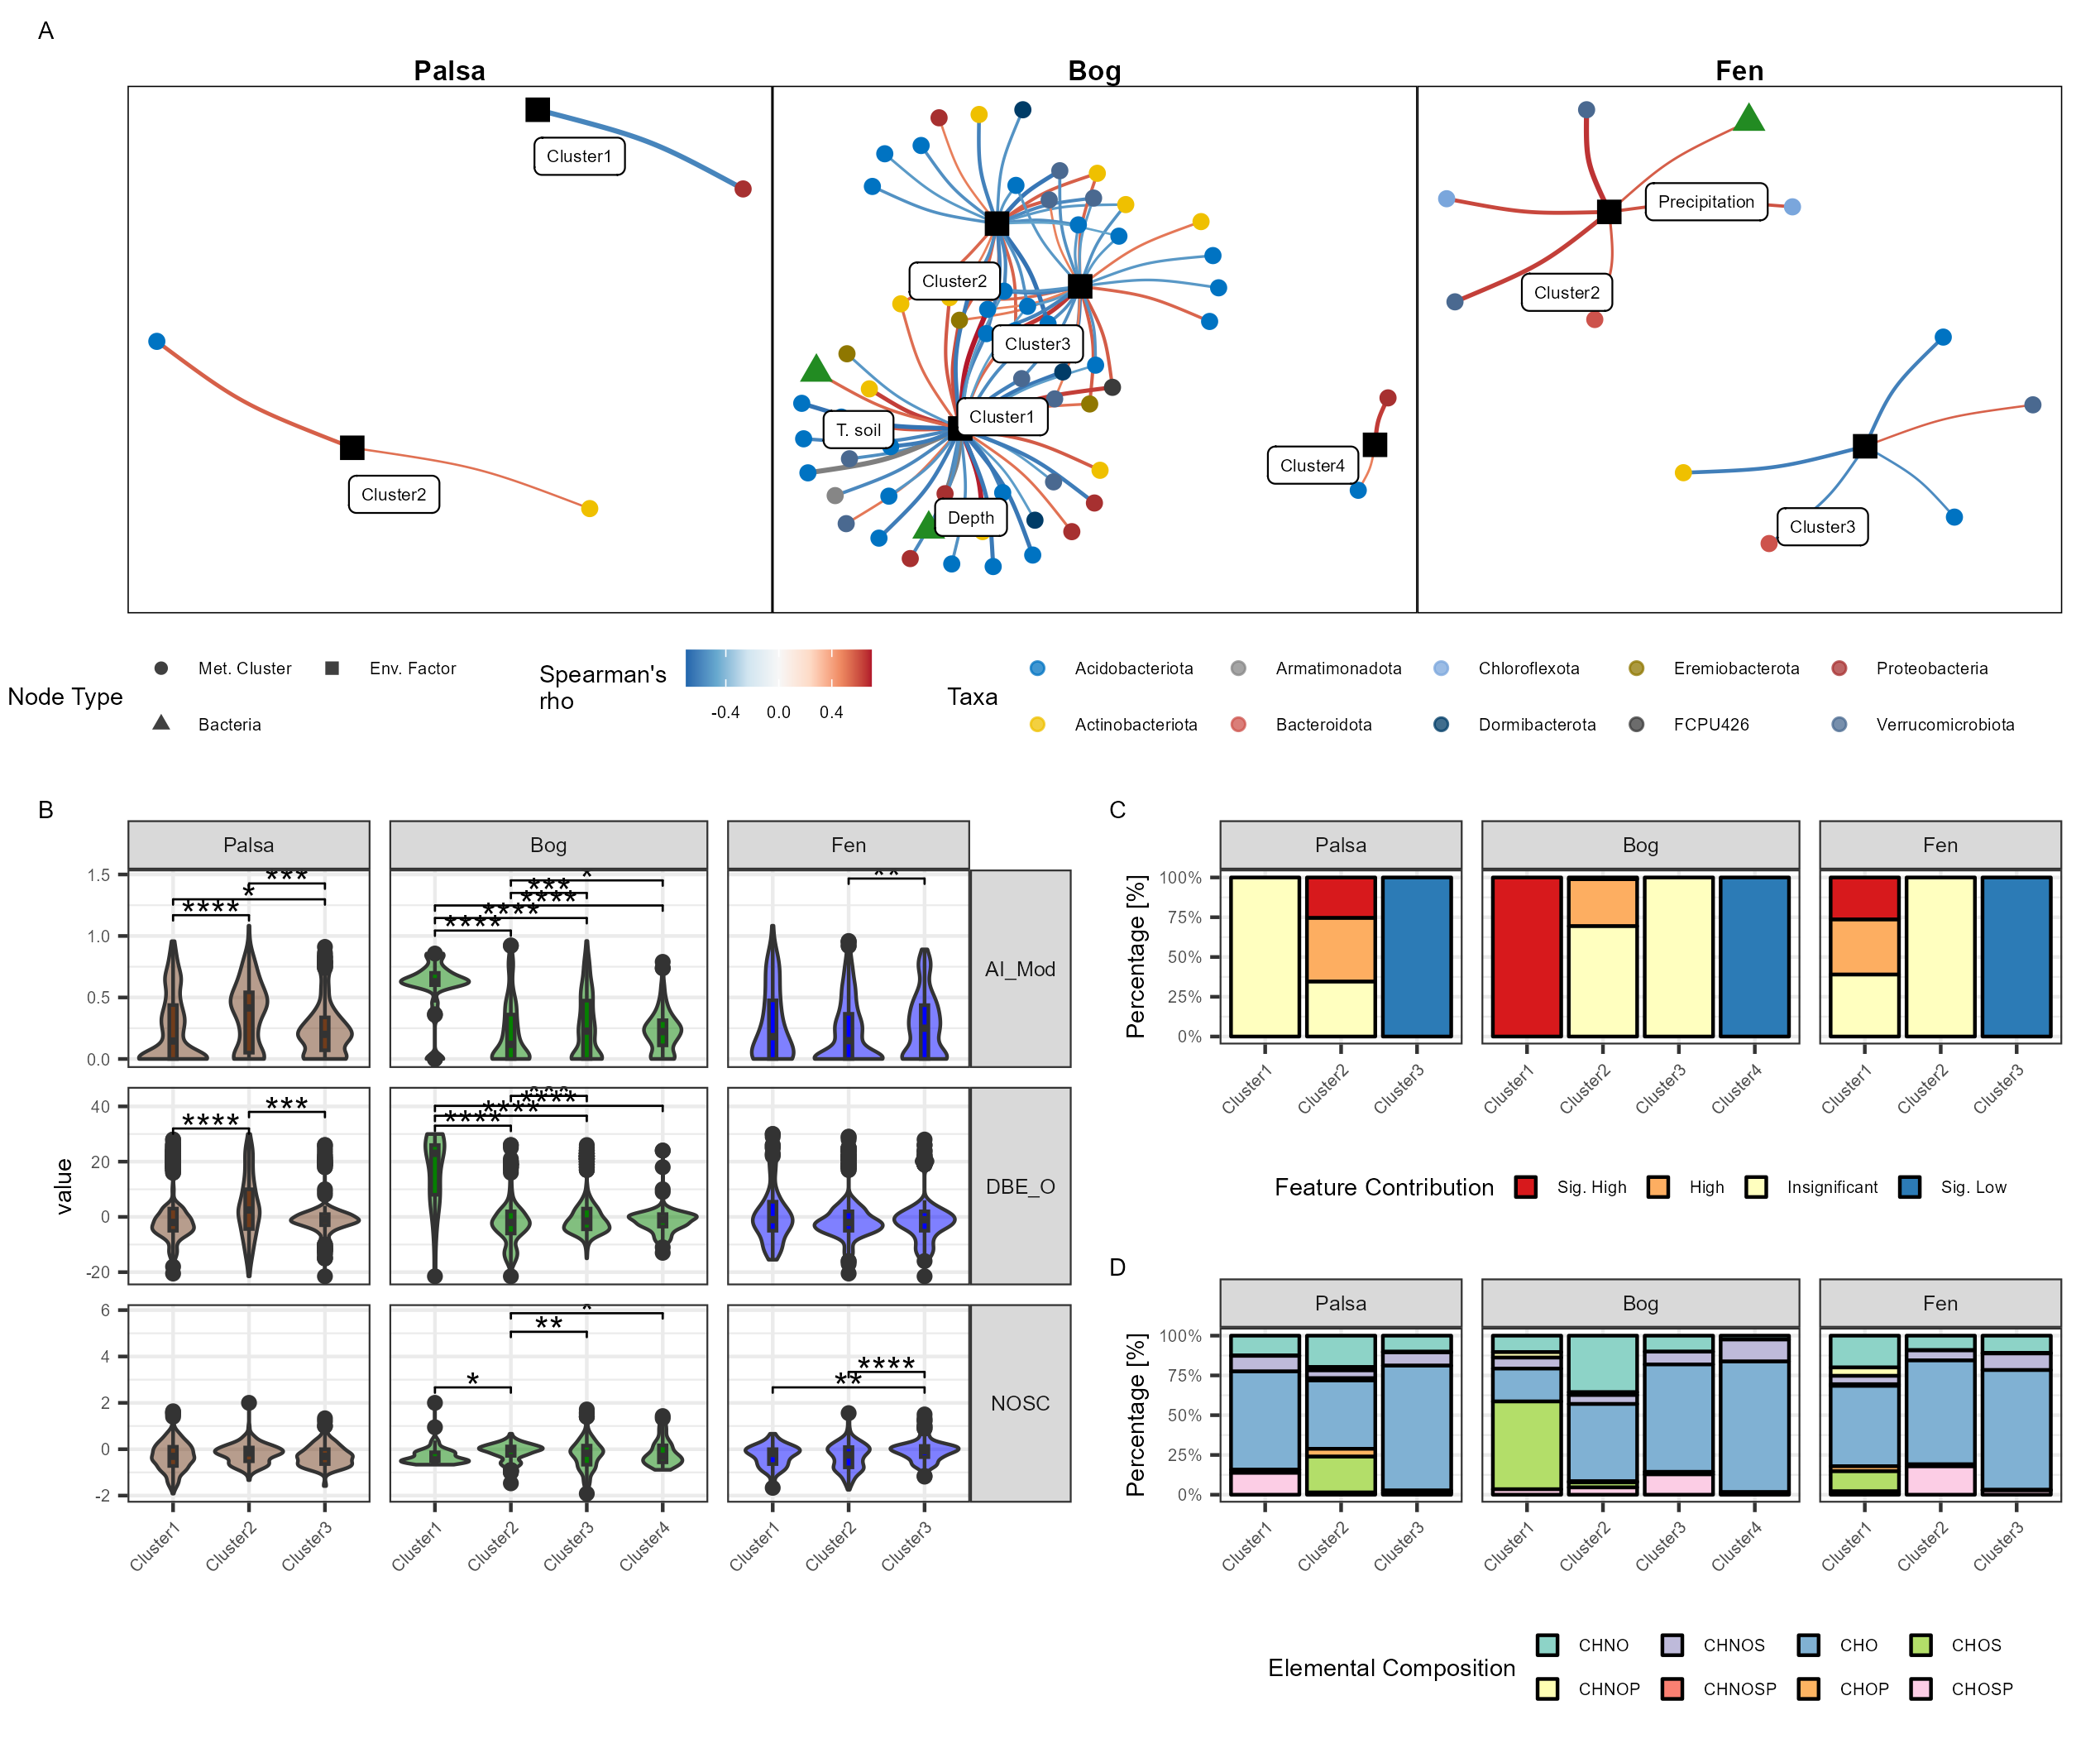 A
Palsa
Bog
Fen
Cluster1
Cluster2
Cluster2
Cluster3
Cluster1
T. soil
Depth
Cluster4
Precipitation
Cluster2
Cluster3
Node Type
Met. Cluster
Env. Factor
Bacteria
Spearman's
rho
-0.4 0.0 0.4
Taxa
Acidobacteriota
Armatimonadota
Chloroflexota
Eremiobacterota
Proteobacteria
Actinobacteriota
Bacteroidota
Dormibacterota
FCPU426
Verrucomicrobiota
B
Palsa
Bog
Fen
value
1.5
1.0
0.5
0.0
***
*
****
*
***
****
****
****
**
AI_Mod
40
20
0
-20
****
***
***
****
****
****
DBE_O
6
4
2
0
-2
*
**
*
****
**
NOSC
Cluster1
Cluster2
Cluster3
Cluster1
Cluster2
Cluster3
Cluster4
Cluster1
Cluster2
Cluster3
C
Palsa
Bog
Fen
Percentage [%]
100%
75%
50%
25%
0%
Cluster1
Cluster2
Cluster3
Cluster1
Cluster2
Cluster3
Cluster4
Cluster1
Cluster2
Cluster3
Feature Contribution
Sig. High
High
Insignificant
Sig. Low
D
Palsa
Bog
Fen
Percentage [%]
100%
75%
50%
25%
0%
Cluster1
Cluster2
Cluster3
Cluster1
Cluster2
Cluster3
Cluster4
Cluster1
Cluster2
Cluster3
Elemental Composition
CHNO
CHNOS
CHO
CHOS
CHNOP
CHNOSP
CHOP
CHOSP